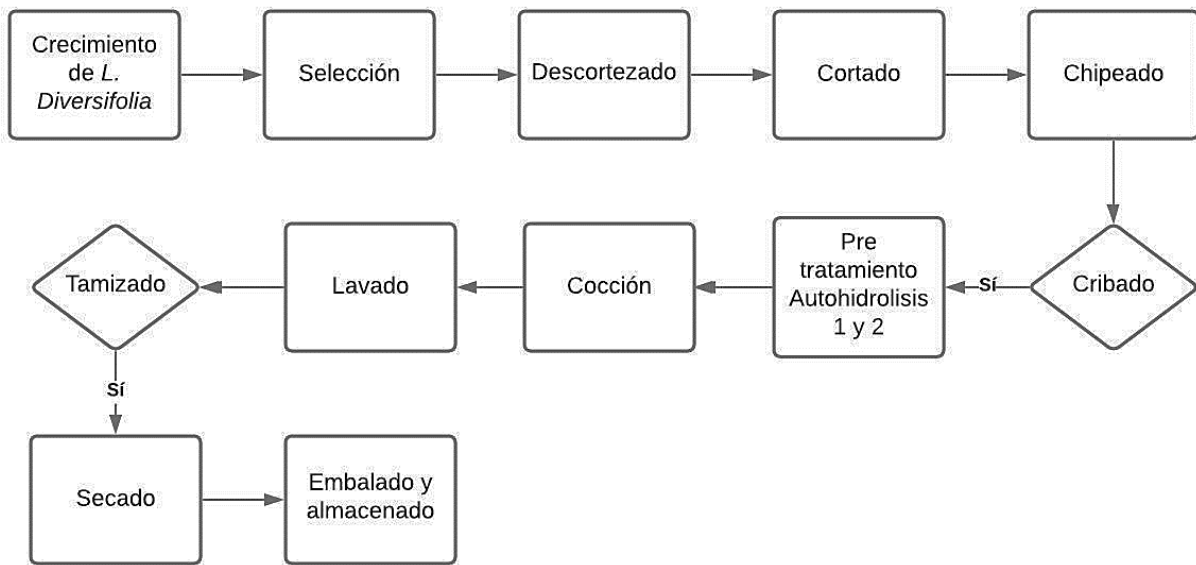 Crecimiento
de L.
Diversifolia
Selección
Descortezado
Cortado
Chipeado
Cribado
Sí
Pre
tratamiento
Autohidrolisis
1 y 2
Cocción
Lavado
Tamizado
Sí
Secado
Embalado y
almacenado